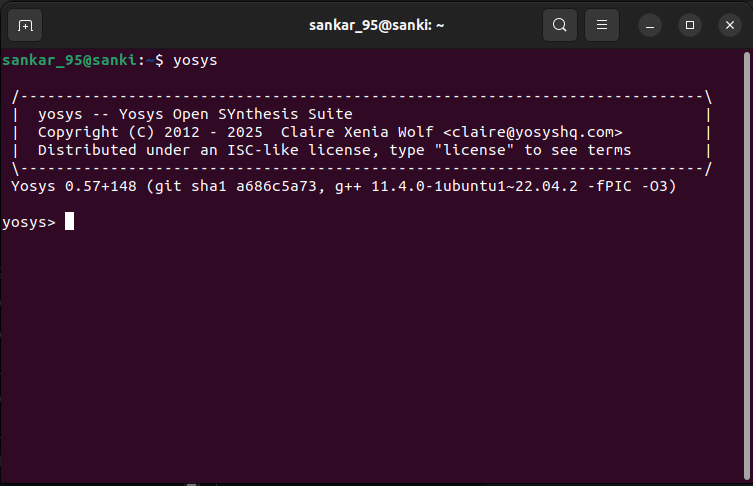 sankar_95@sanki: ~
sankar_95@sanki:~$ yosys
/----------------------------------------------------------------------------\
|  yosys -- Yosys Open SYnthesis Suite                                       |
|  Copyright (C) 2012 - 2025  Claire Xenia Wolf <claire@yosyshq.com>         |
|  Distributed under an ISC-like license, type "license" to see terms        |
\----------------------------------------------------------------------------/
Yosys 0.57+148 (git sha1 a686c5a73, g++ 11.4.0-1ubuntu1~22.04.2 -fPIC -O3)
yosys>